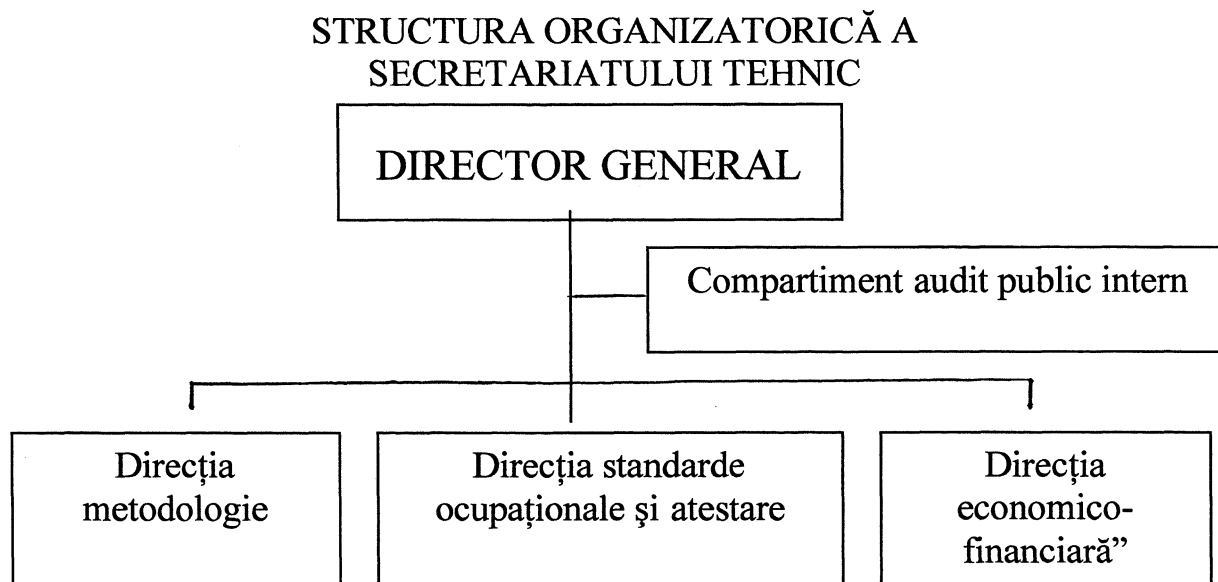 STRUCTURA ORGANIZATORICĂ A
SECRETARIATULUI TEHNIC
DIRECTOR GENERAL
Compartiment audit public intern
Direcția
metodologie
Direcția standarde
ocupaționale şi atestare
Direcția
economico-
financiară”